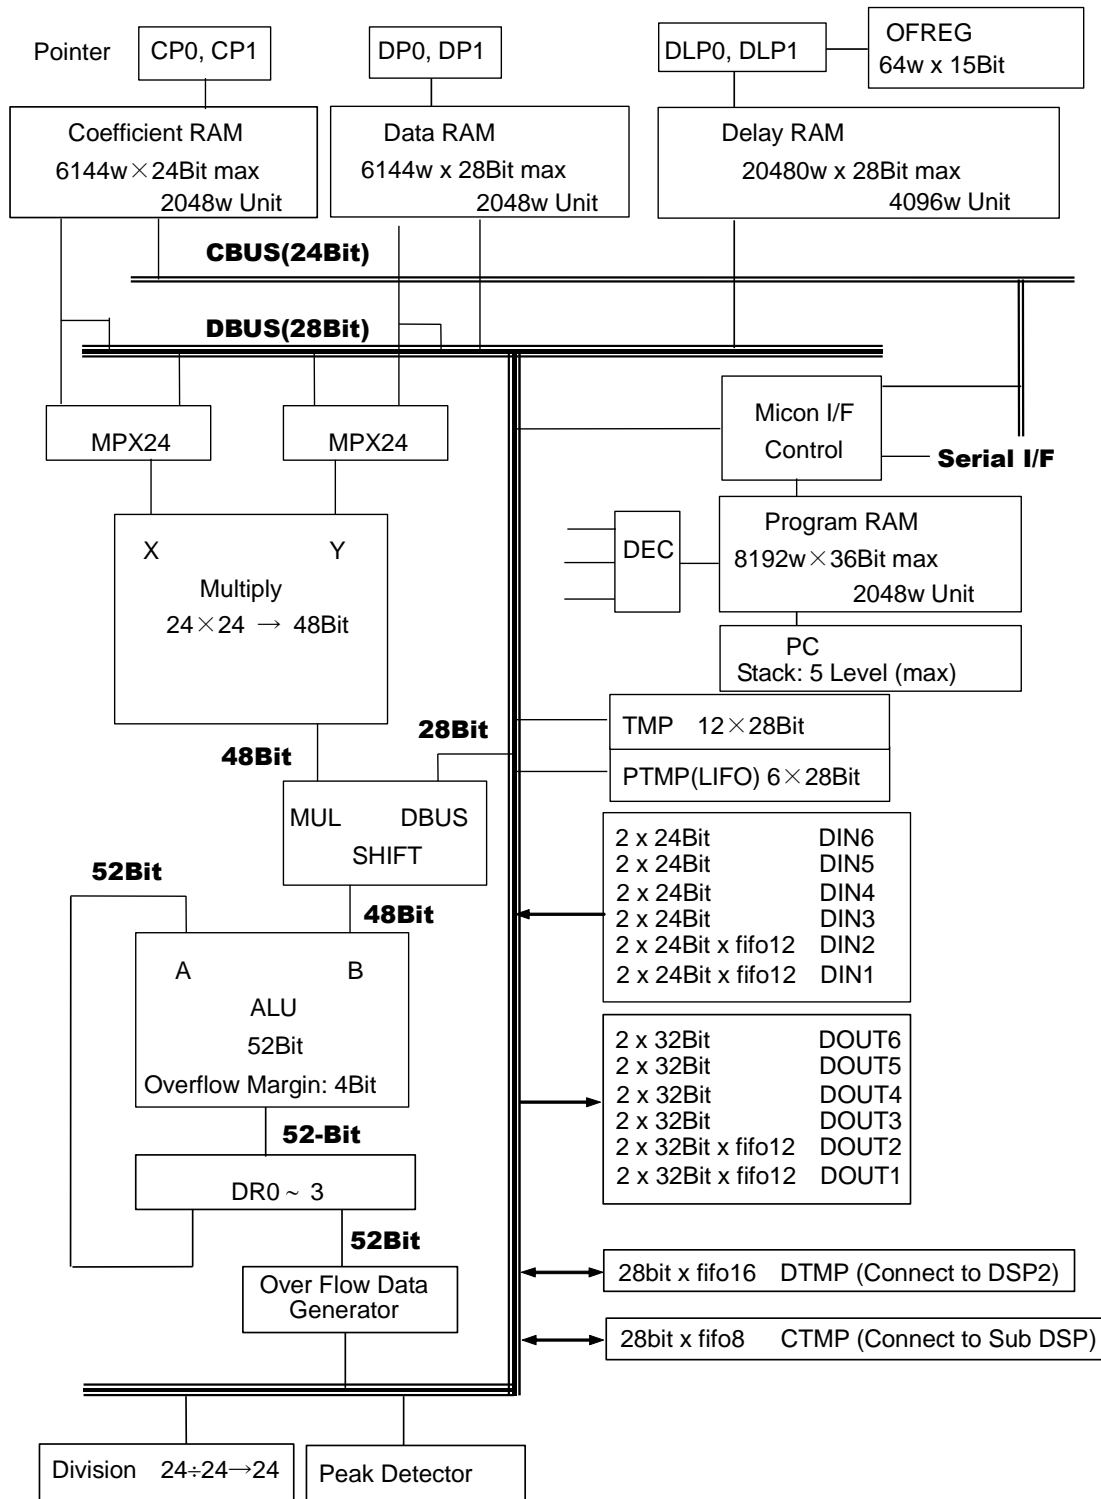 Pointer
CP0, CP1
DP0, DP1
DLP0, DLP1
OFREG
64w x 15Bit
Coefficient RAM
6144w×24Bit max
2048w Unit
Data RAM
6144w x 28Bit max
2048w Unit
Delay RAM
20480w x 28Bit max
4096w Unit
CBUS(24Bit)
DBUS(28Bit)
MPX24
MPX24
Micon I/F
Control
Serial I/F
X
Y
Multiply
24×24 → 48Bit
DEC
Program RAM
8192w×36Bit max
2048w Unit
PC
Stack: 5 Level (max)
48Bit
28Bit
TMP 12×28Bit
PTMP(LIFO) 6×28Bit
MUL
DBUS
SHIFT
52Bit
48Bit
2 x 24Bit DIN6
2 x 24Bit DIN5
2 x 24Bit DIN4
2 x 24Bit DIN3
2 x 24Bit x fifo12 DIN2
2 x 24Bit x fifo12 DIN1
A
B
ALU
52Bit
Overflow Margin: 4Bit
2 x 32Bit DOUT6
2 x 32Bit DOUT5
2 x 32Bit DOUT4
2 x 32Bit DOUT3
2 x 32Bit x fifo12 DOUT2
2 x 32Bit x fifo12 DOUT1
52-Bit
DR0 ~ 3
52Bit
Over Flow Data
Generator
28bit x fifo16 DTMP (Connect to DSP2)
28bit x fifo8 CTMP (Connect to Sub DSP)
Division 24÷24→24
Peak Detector